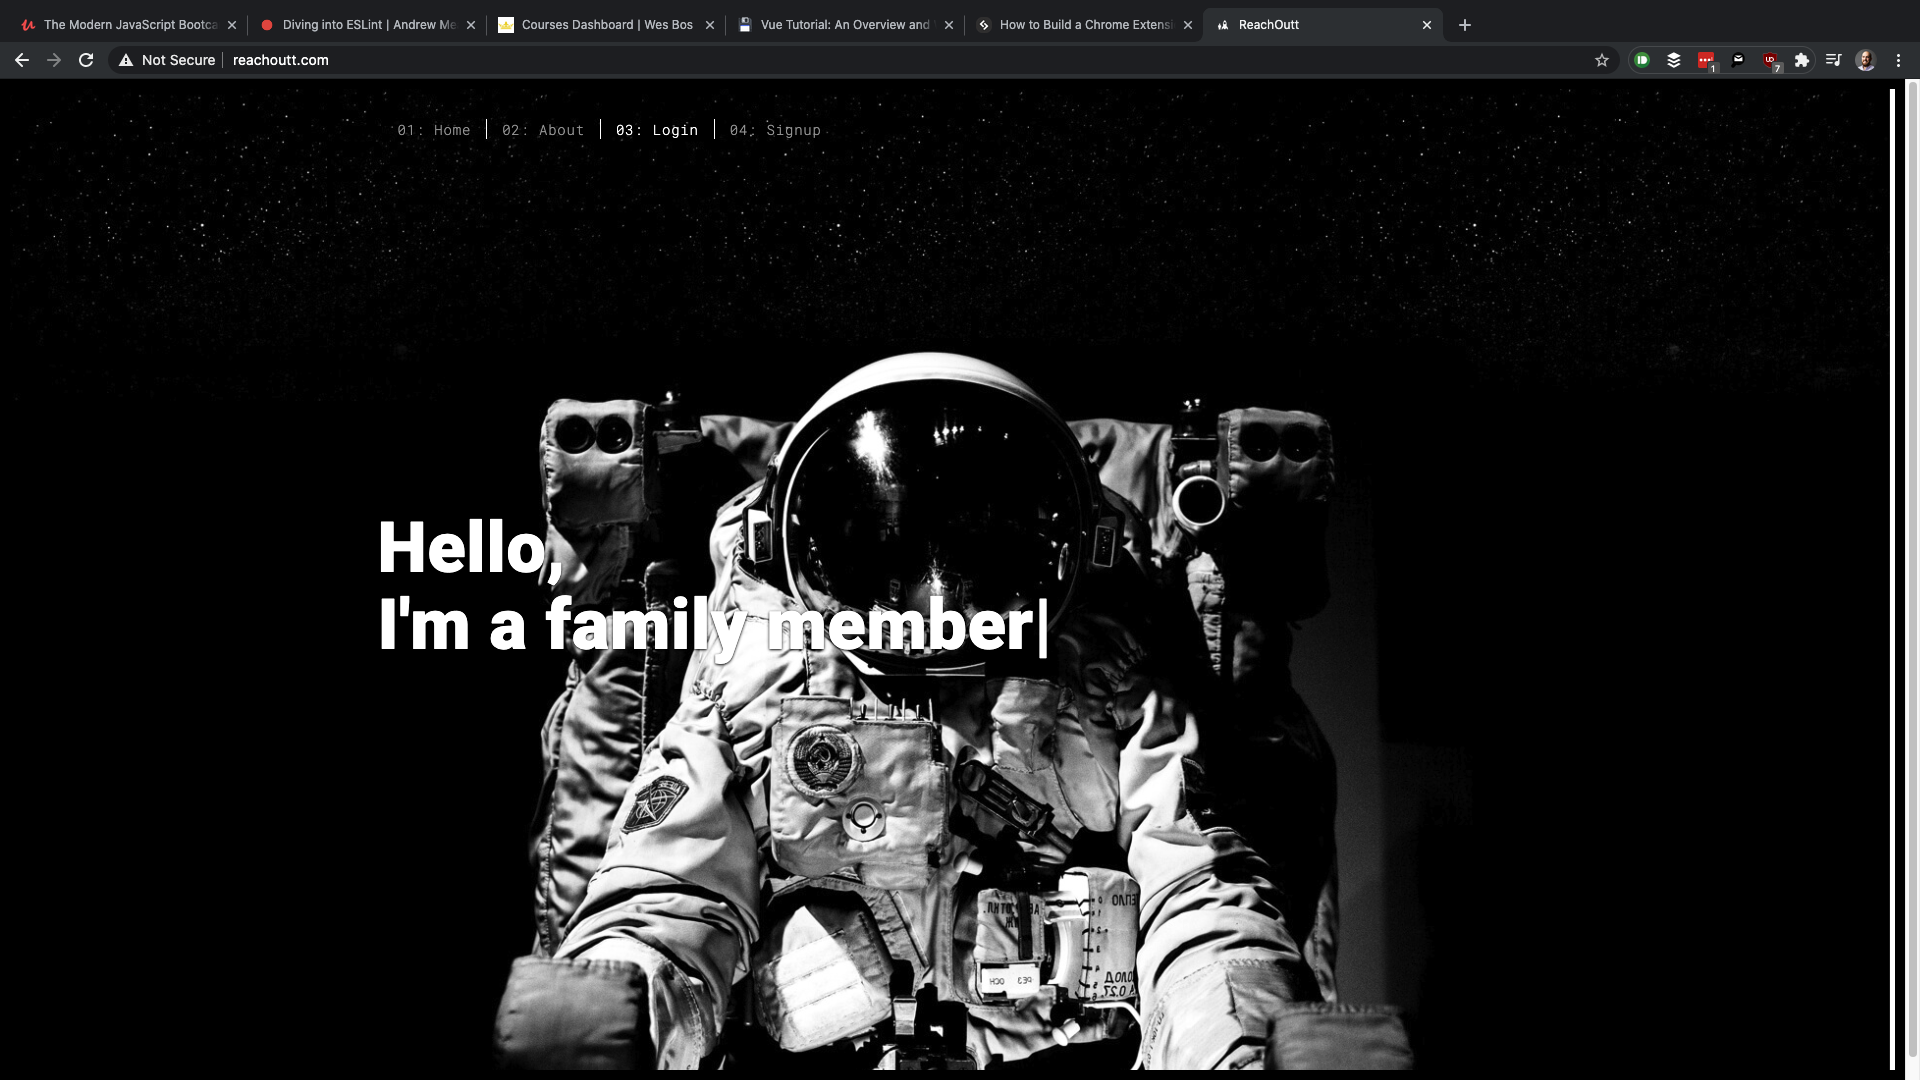 The Modern JavaScript Bootca
Diving into ESLint | Andrew Me
Courses Dashboard | Wes Bos
Vue Tutorial: An Overview and
How to Build a Chrome Extensi
ReachOutt
Not Secure
reachoutt.com
1
7
01: Home
02: About
03: Login
04: Signup
Hello,
I'm a family member|